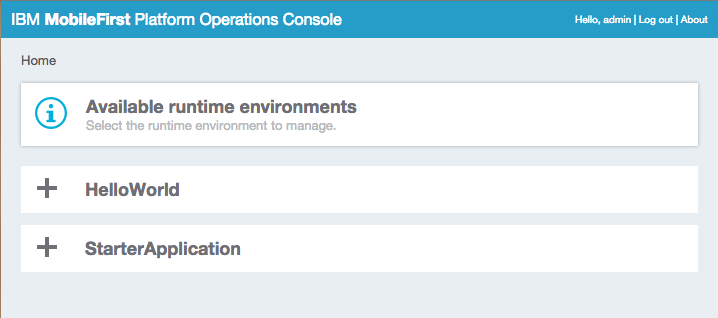 IBM MobileFirst Platform Operations Console
Hello, admin | Log out | About
Home
Available runtime environments
Select the runtime environment to manage.
HelloWorld
StarterApplication